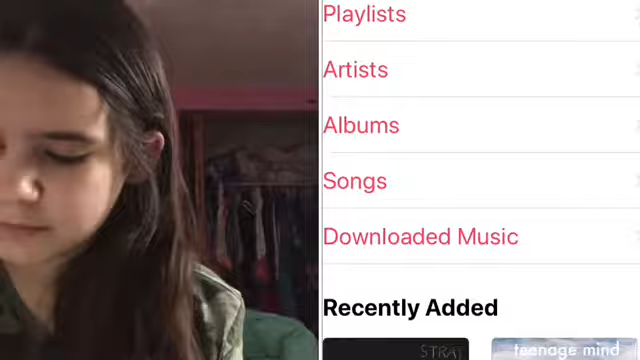 Playlists
Artists
Albums
Songs
Downloaded Music
Recently Added
teenage mind